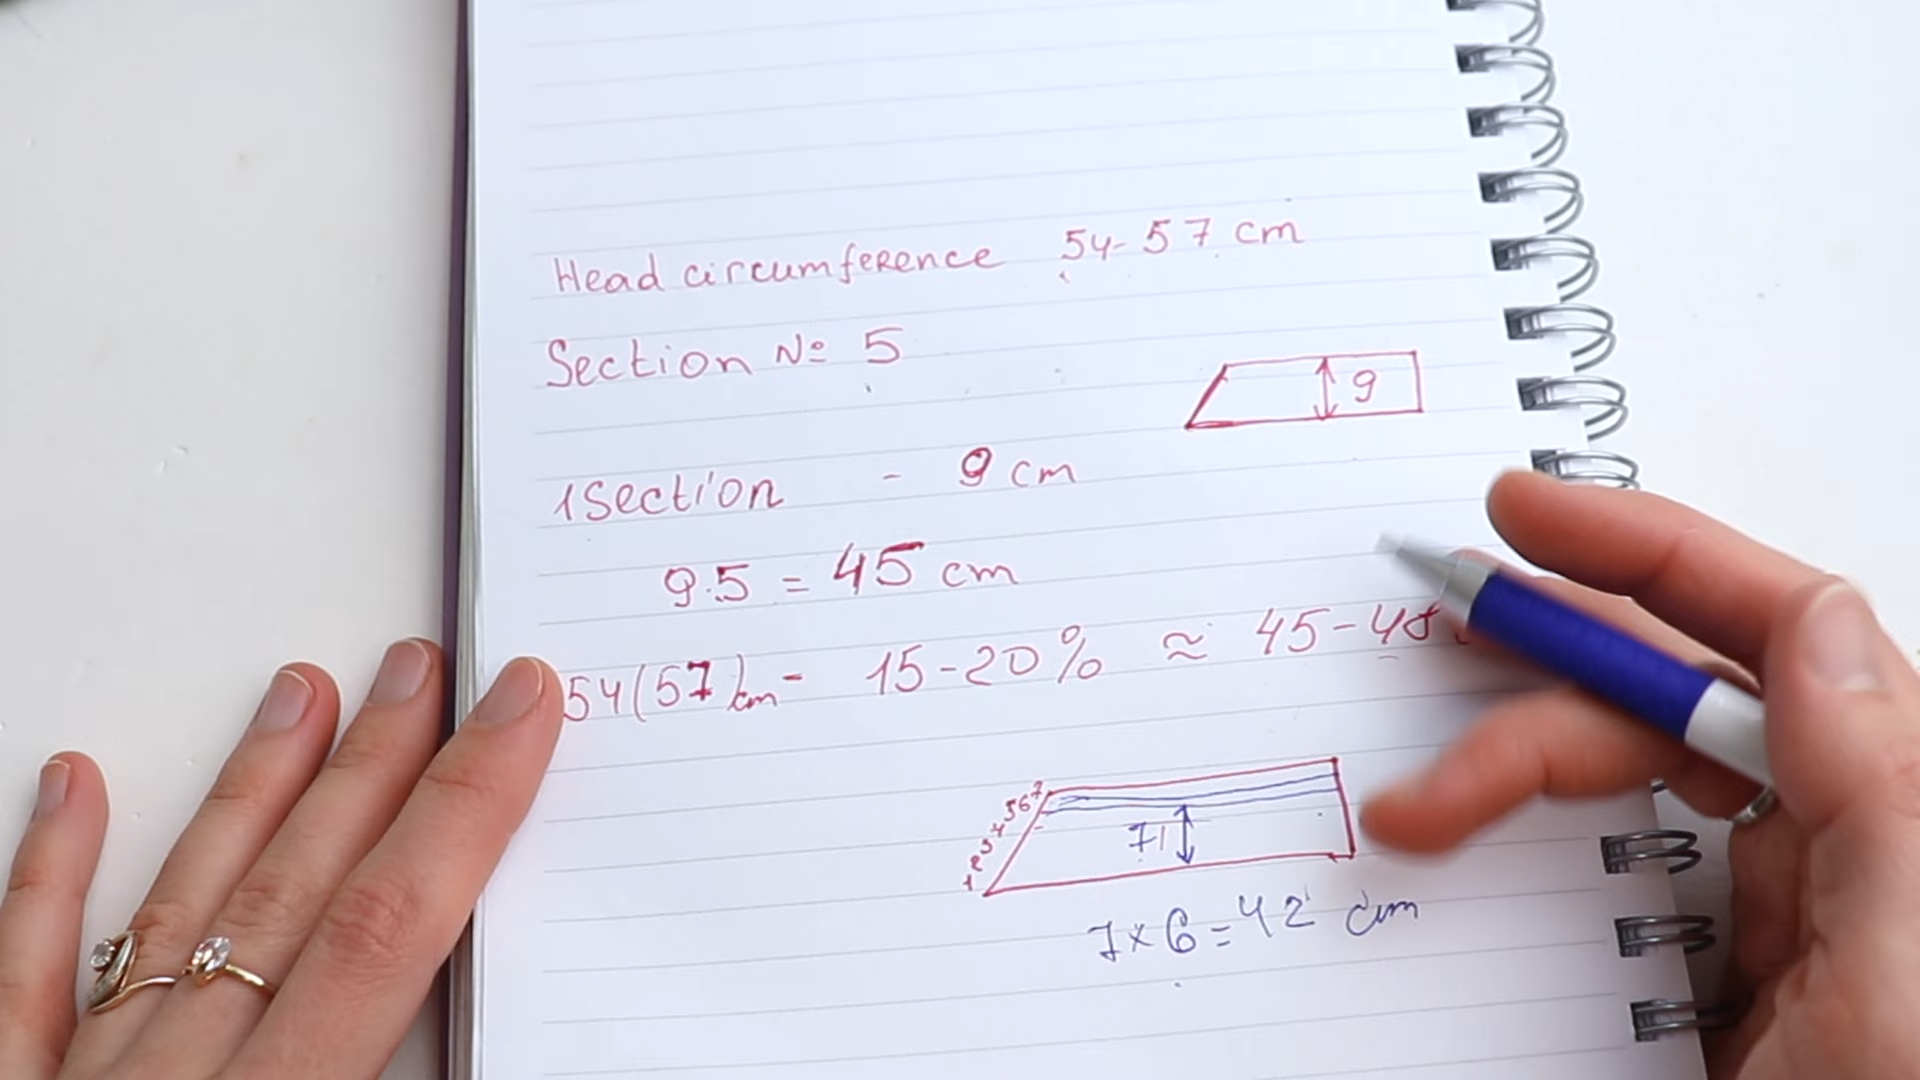 Head circumference 54-57 cm
Section № 5
9
1 Section - 9 cm
9.5 = 45 cm
54(57)cm - 15-20% ≈ 45-48
1 2 3 4 5 6 7
7
7 x 6 = 42 cm